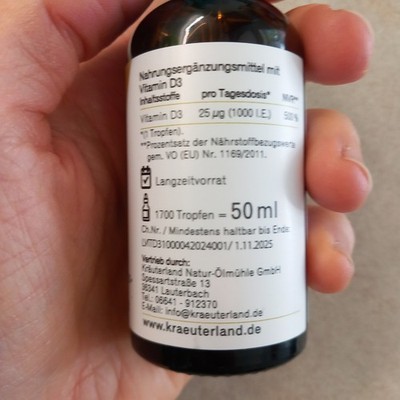 Nahrungsergänzungsmittel mit
Vitamin D3
Inhaltsstoffe pro Tagesdosis* NVR**
Vitamin D3 25 µg (1000 I.E.) 500 %
*(1 Tropfen).
**Prozentsatz der Nährstoffbezugswerte
gem. VO (EU) Nr. 1169/2011.
Langzeitvorrat
1700 Tropfen = 50 ml
Ch.Nr. / Mindestens haltbar bis Ende:
LVITD31000042024001/ 1.11.2025
Vertrieb durch:
Kräuterland Natur-Ölmühle GmbH
Spessartstraße 13
36341 Lauterbach
Tel.: 06641 - 912370
E-Mail: info@kraeuterland.de
www.kraeuterland.de